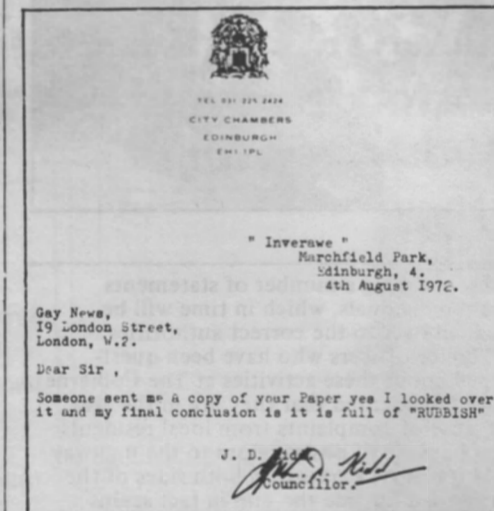 TEL 031 225 2424
CITY CHAMBERS
EDINBURGH
EH1 1PL
" Inverawe "
Marchfield Park,
Edinburgh, 4.
4th August 1972.
Gay News,
19 London Street,
London, W.2.
Dear Sir ,
Someone sent me a copy of your Paper yes I looked over
it and my final conclusion is it is full of "RUBBISH"
J. D. Kidd
John D. Kidd
Councillor.